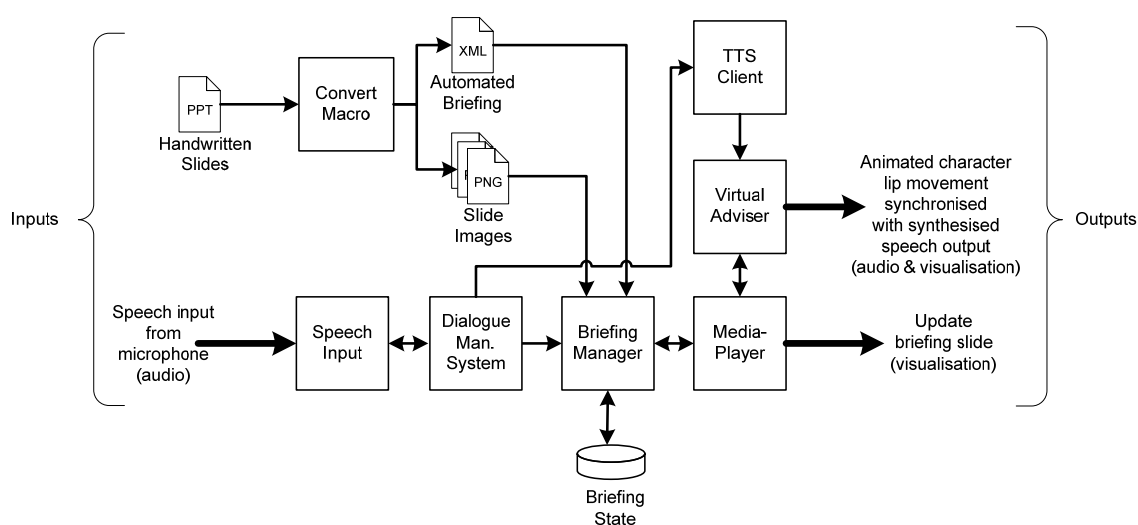 Inputs
PPT
Handwritten
Slides
Convert
Macro
XML
Automated
Briefing
PNG
Slide
Images
TTS
Client
Virtual
Adviser
Animated character
lip movement
synchronised
with synthesised
speech output
(audio & visualisation)
Outputs
Speech input
from
microphone
(audio)
Speech
Input
Dialogue
Man.
System
Briefing
Manager
Media-
Player
Update
briefing slide
(visualisation)
Briefing
State